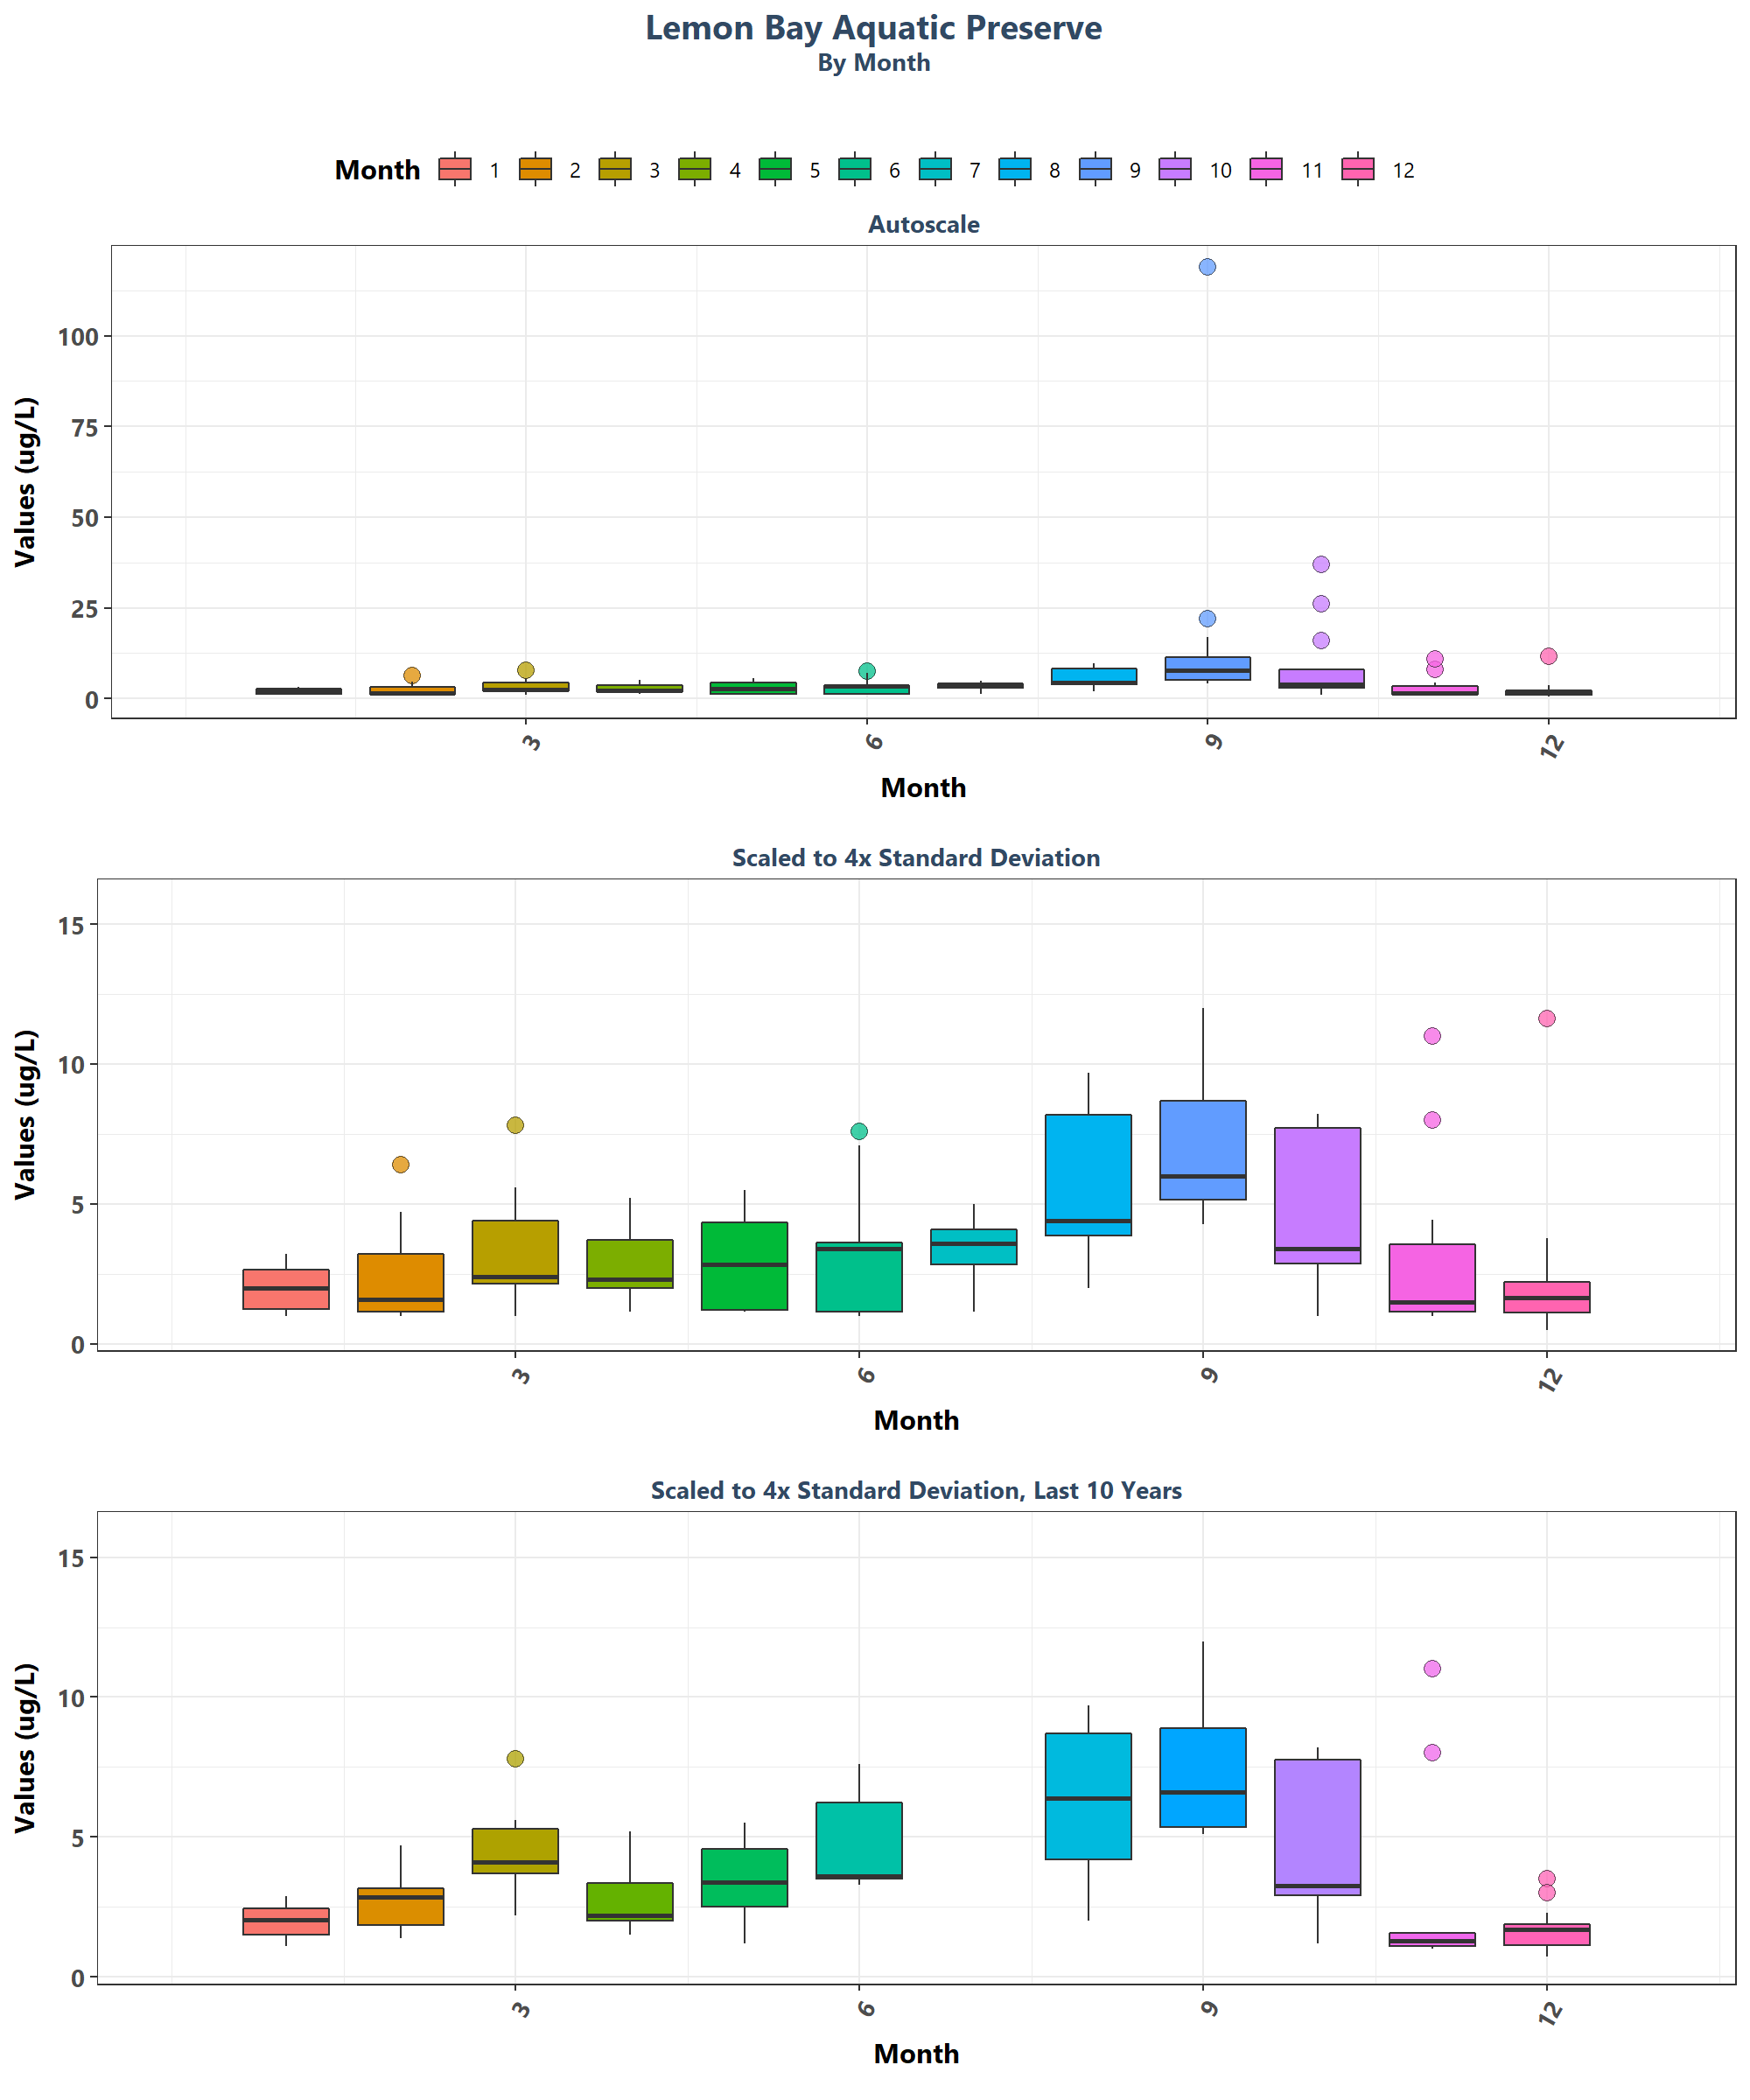 Lemon Bay Aquatic Preserve
By Month
Month 1 2 3 4 5 6 7 8 9 10 11 12
Autoscale
Values (ug/L)
100
75
50
25
0
3 6 9 12
Month
Scaled to 4x Standard Deviation
Values (ug/L)
15
10
5
0
3 6 9 12
Month
Scaled to 4x Standard Deviation, Last 10 Years
Values (ug/L)
15
10
5
0
3 6 9 12
Month